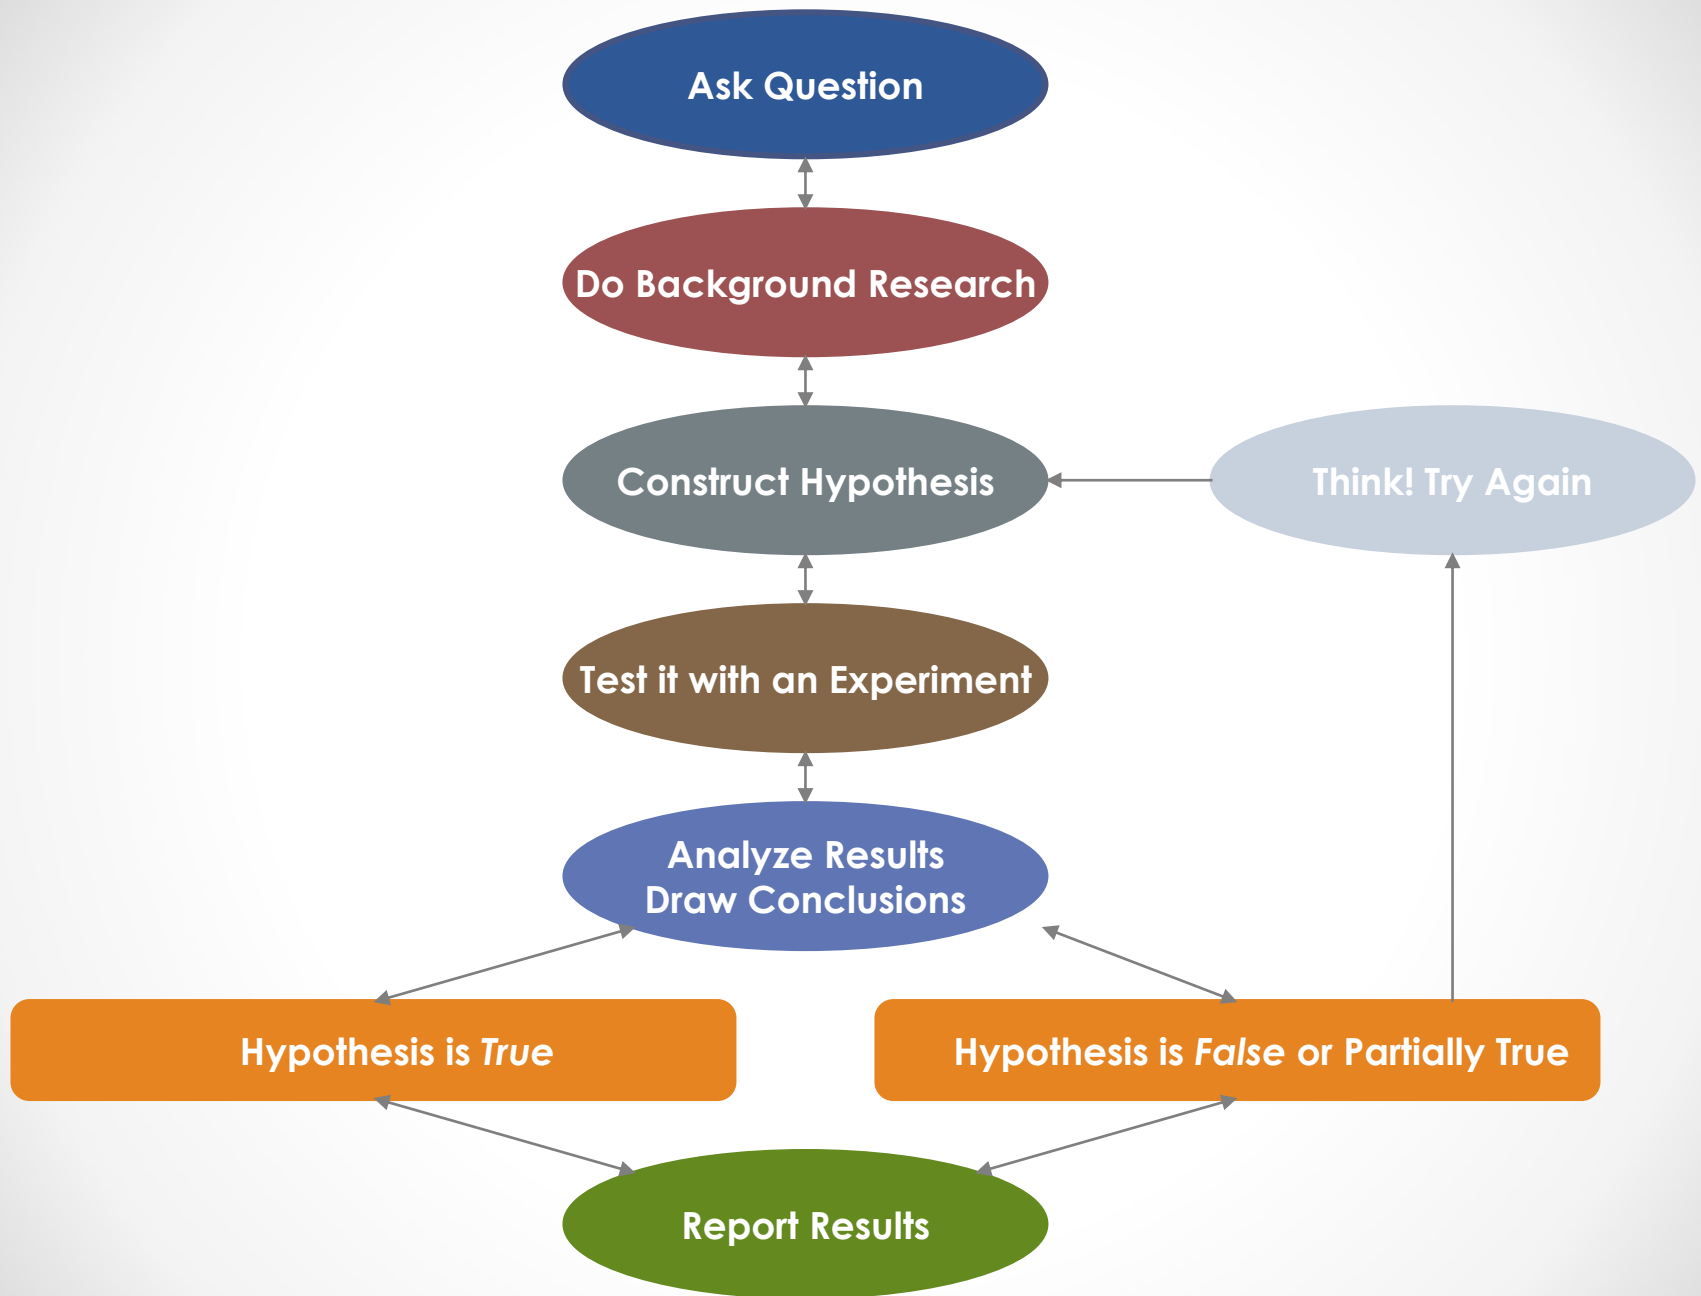 Ask Question
Do Background Research
Construct Hypothesis
Think! Try Again
Test it with an Experiment
Analyze Results
Draw Conclusions
Hypothesis is True
Hypothesis is False or Partially True
Report Results